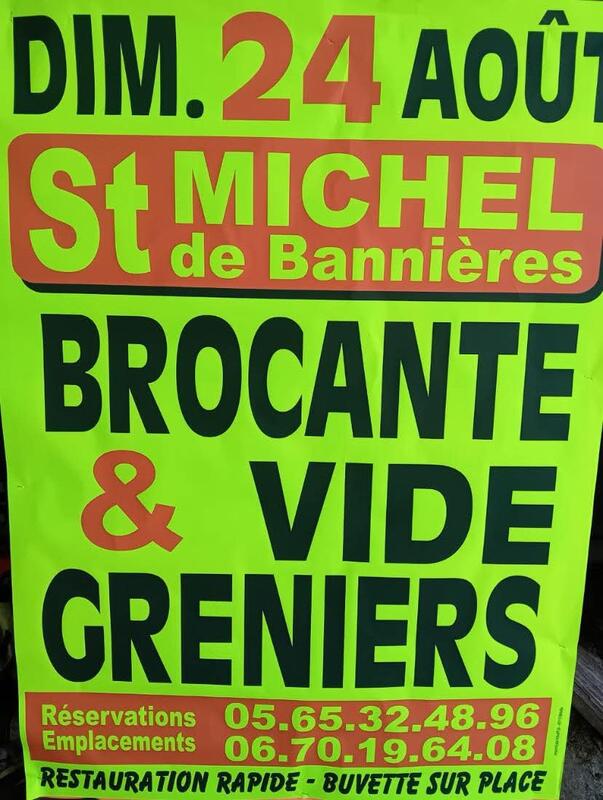 DIM. 24 AOÛT
St MICHEL
de Bannières
BROCANTE
& VIDE
GRENIERS
Réservations 05.65.32.48.96
Emplacements 06.70.19.64.08
RESTAURATION RAPIDE - BUVETTE SUR PLACE